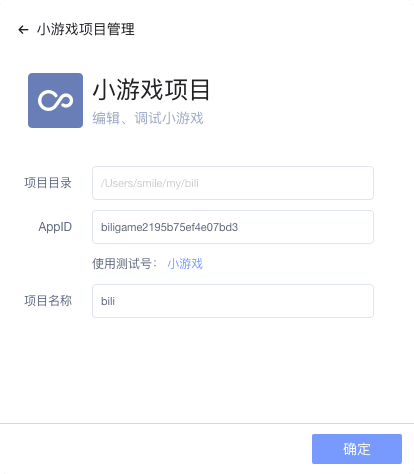 ← 小游戏项目管理
小游戏项目
编辑、调试小游戏
项目目录 /Users/smile/my/bili
AppID biligame2195b75ef4e07bd3
使用测试号： 小游戏
项目名称 bili
确定